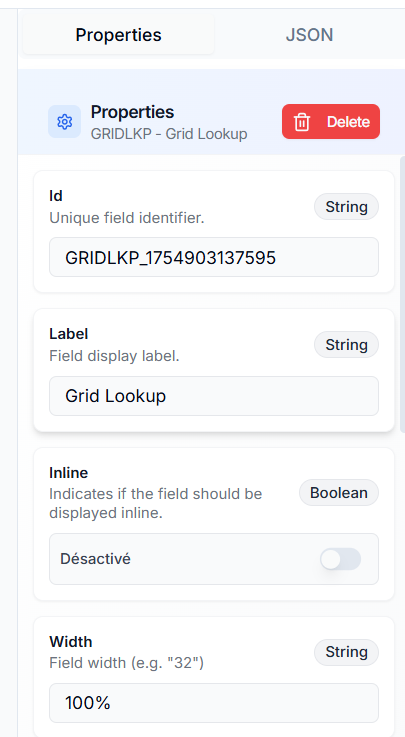 Properties
JSON
Properties
Delete
GRIDLKP - Grid Lookup
Id
String
Unique field identifier.
GRIDLKP_1754903137595
Label
String
Field display label.
Grid Lookup
Inline
Boolean
Indicates if the field should be
displayed inline.
Désactivé
Width
String
Field width (e.g. "32")
100%